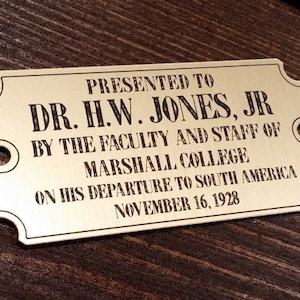 PRESENTED TO
DR. H.W. JONES, JR
BY THE FACULTY AND STAFF OF
MARSHALL COLLEGE
ON HIS DEPARTURE TO SOUTH AMERICA
NOVEMBER 16, 1928